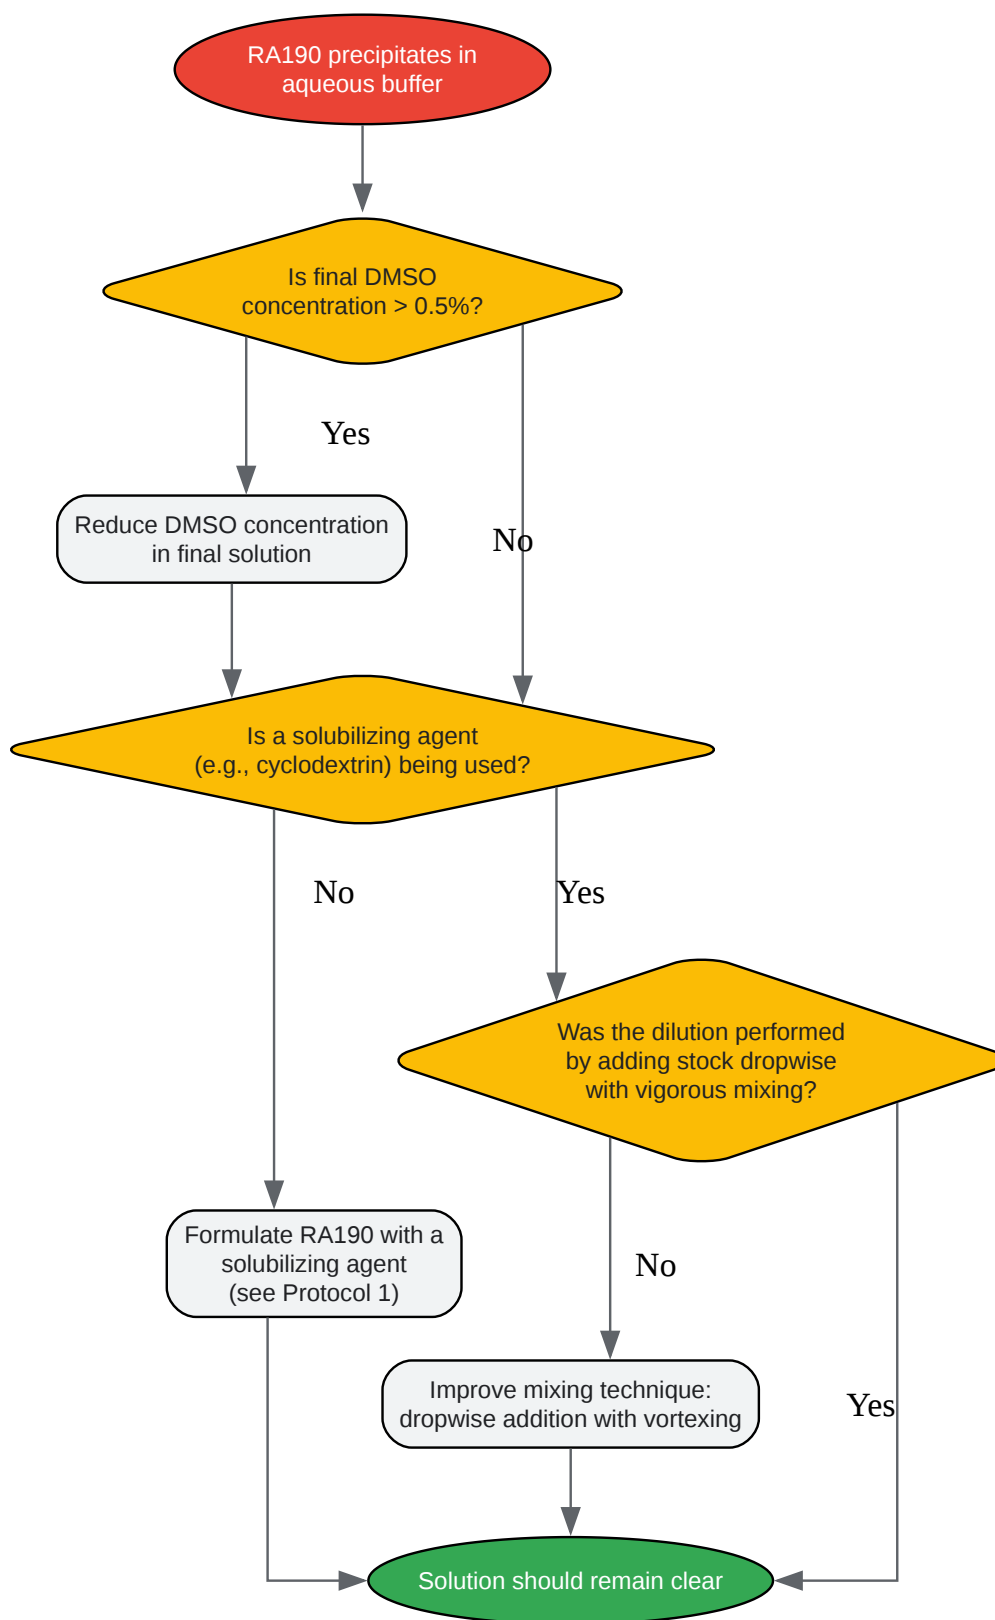 RA190 precipitates in
aqueous buffer
Is final DMSO
concentration > 0.5%?
Yes
Reduce DMSO concentration
in final solution
No
Is a solubilizing agent
(e.g., cyclodextrin) being used?
No
Yes
Was the dilution performed
by adding stock dropwise
with vigorous mixing?
Formulate RA190 with a
solubilizing agent
(see Protocol 1)
No
Improve mixing technique:
dropwise addition with vortexing
Yes
Solution should remain clear